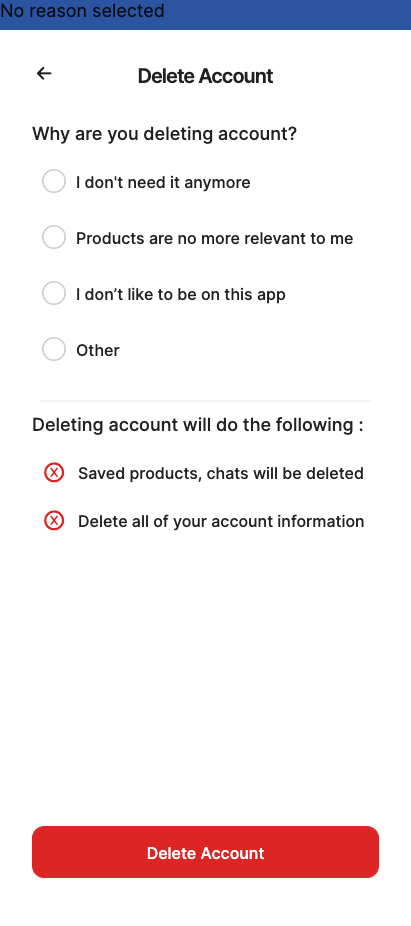 No reason selected
Delete Account
Why are you deleting account?
I don't need it anymore
Products are no more relevant to me
I don’t like to be on this app
Other
Deleting account will do the following :
Saved products, chats will be deleted
Delete all of your account information
Delete Account